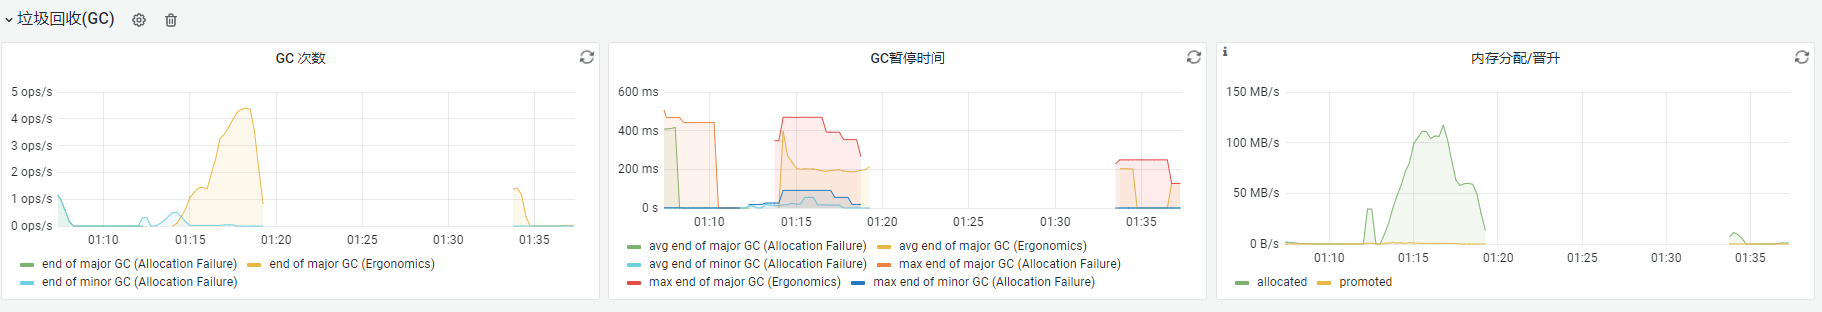 垃圾回收(GC)
GC 次数
5 ops/s
4 ops/s
3 ops/s
2 ops/s
1 ops/s
0 ops/s
01:10 01:15 01:20 01:25 01:30 01:35
end of major GC (Allocation Failure) end of major GC (Ergonomics)
end of minor GC (Allocation Failure)
GC暂停时间
600 ms
400 ms
200 ms
0 s
01:10 01:15 01:20 01:25 01:30 01:35
avg end of major GC (Allocation Failure) avg end of major GC (Ergonomics)
avg end of minor GC (Allocation Failure) max end of major GC (Allocation Failure)
max end of major GC (Ergonomics) max end of minor GC (Allocation Failure)
i
内存分配/晋升
150 MB/s
100 MB/s
50 MB/s
0 B/s
01:10 01:15 01:20 01:25 01:30 01:35
allocated promoted